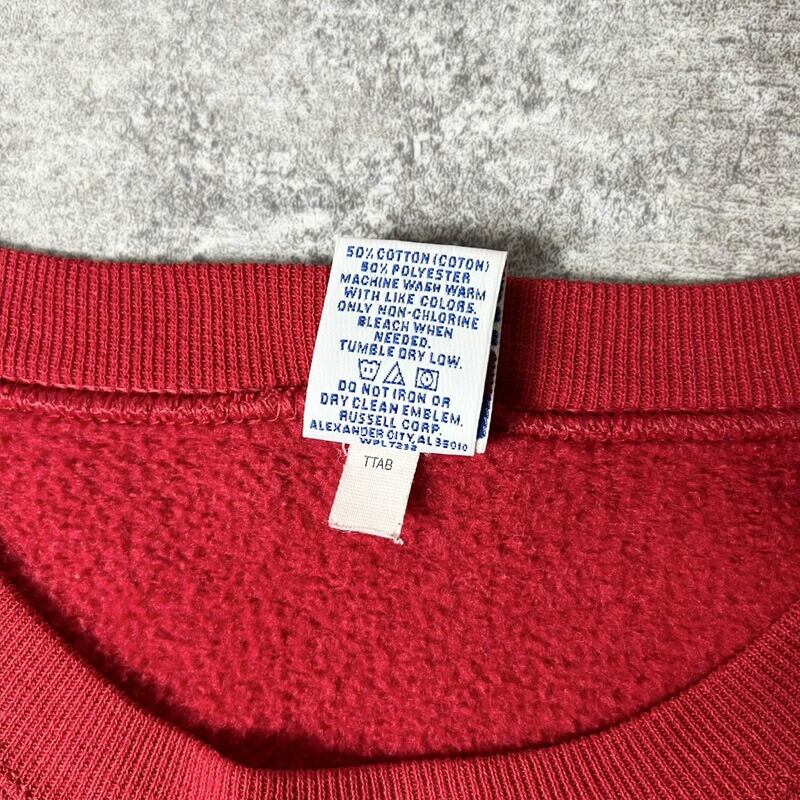 50% COTTON (COTON)
50% POLYESTER
MACHINE WASH WARM
WITH LIKE COLORS.
ONLY NON-CHLORINE
BLEACH WHEN
NEEDED.
TUMBLE DRY LOW.
DO NOT IRON OR
DRY CLEAN EMBLEM.
RUSSELL CORP.
ALEXANDER CITY, AL 35010
WPL7238
TTAB